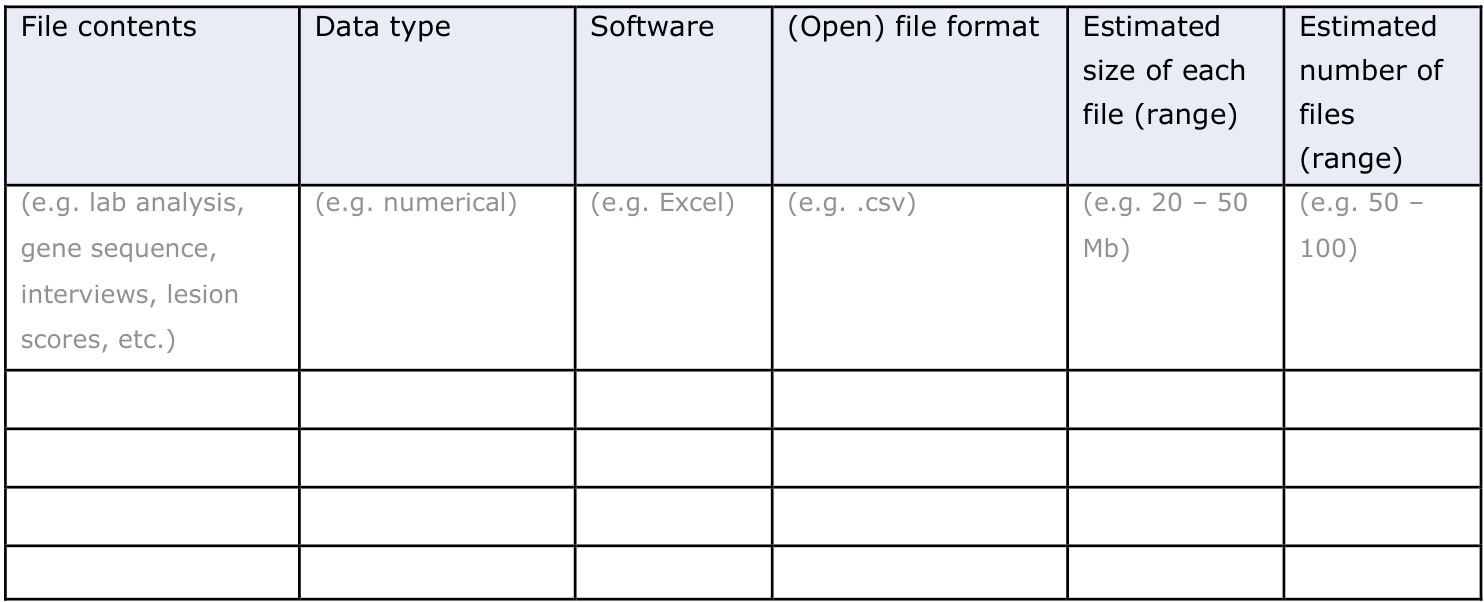 File contents
Data type
Software
(Open) file format
Estimated
size of each
file (range)
Estimated
number of
files
(range)
(e.g. lab analysis,
gene sequence,
interviews, lesion
scores, etc.)
(e.g. numerical)
(e.g. Excel)
(e.g. .csv)
(e.g. 20 – 50
Mb)
(e.g. 50 –
100)